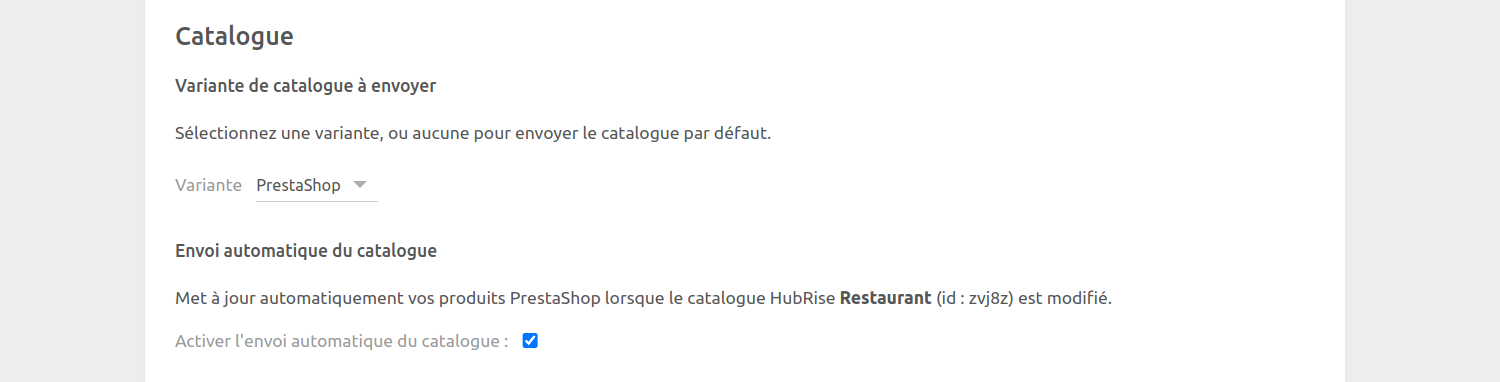 Catalogue
Variante de catalogue à envoyer
Sélectionnez une variante, ou aucune pour envoyer le catalogue par défaut.
Variante PrestaShop
Envoi automatique du catalogue
Met à jour automatiquement vos produits PrestaShop lorsque le catalogue HubRise Restaurant (id : zvj8z) est modifié.
Activer l'envoi automatique du catalogue :